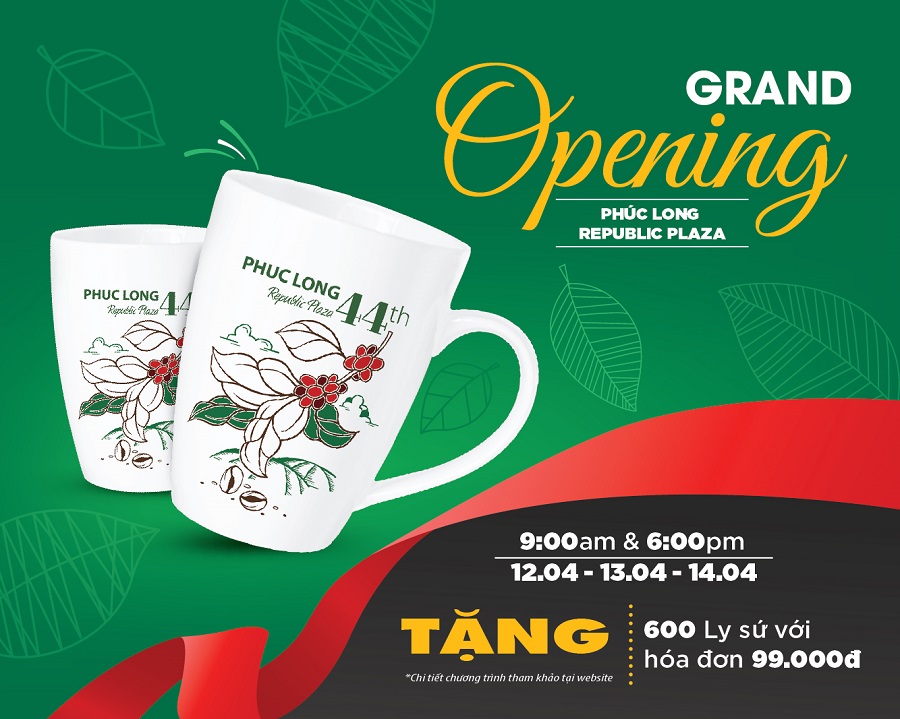 GRAND
Opening
PHÚC LONG
REPUBLIC PLAZA
PHUC LONG
Republic Plaza
44
PHUC LONG
Republic Plaza
44th
9:00am & 6:00pm
12.04 - 13.04 - 14.04
TẶNG
600 Ly sứ với
hóa đơn 99.000đ
*Chi tiết chương trình tham khảo tại website